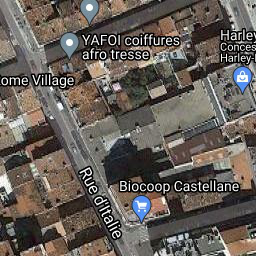 YAFOI coiffures
afro tresse
Harley
Conces
Harley-
ome Village
Biocoop Castellane
Rue d'Italie